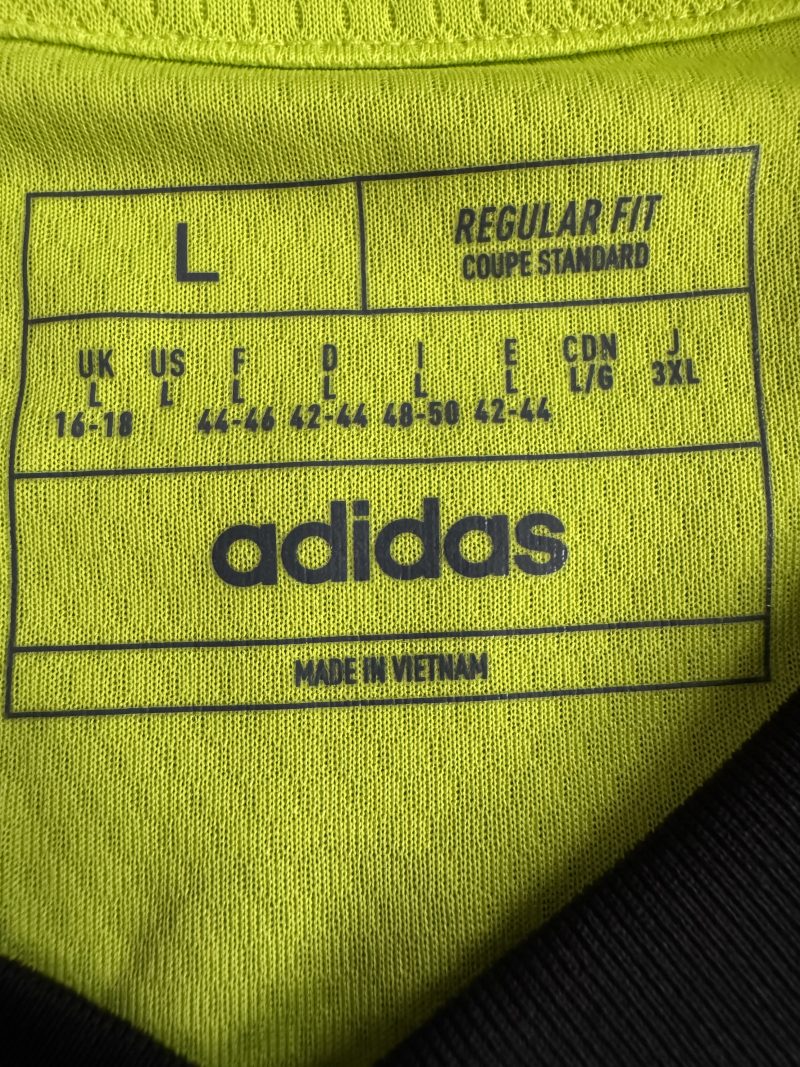 L
REGULAR FIT
COUPE STANDARD
UK US F D I E CDN J
L L L L L L L/G 3XL
16-18 44-46 42-44 48-50 42-44
adidas
MADE IN VIETNAM